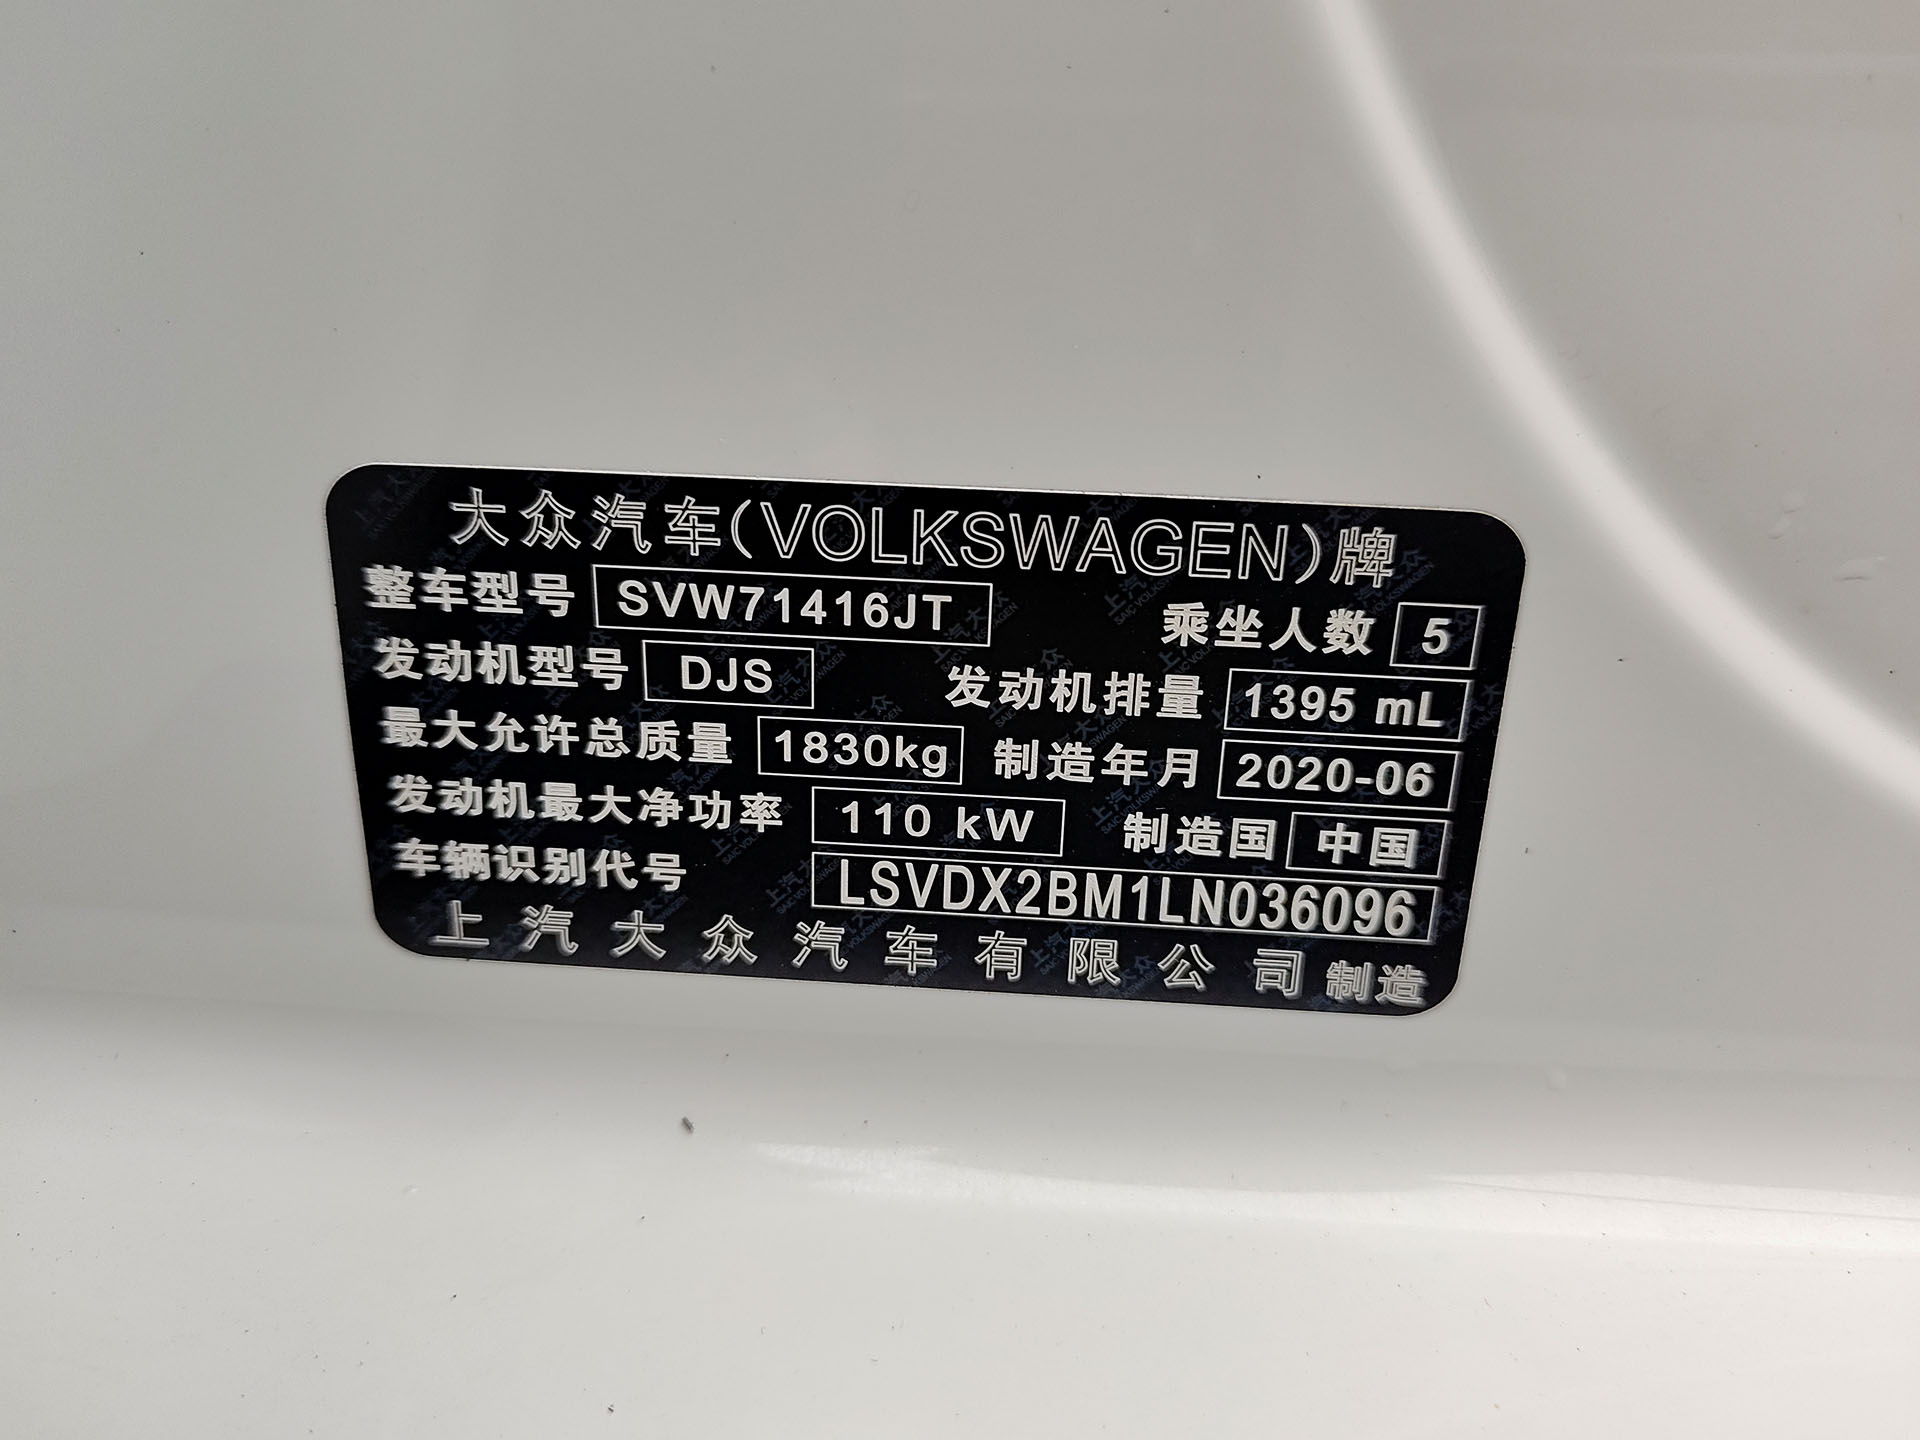 大众汽车(VOLKSWAGEN)牌
整车型号 SVW71416JT 乘坐人数 5
发动机型号 DJS 发动机排量 1395 mL
最大允许总质量 1830kg 制造年月 2020-06
发动机最大净功率 110 kW 制造国 中国
车辆识别代号 LSVDX2BM1LN036096
上汽大众汽车有限公司制造